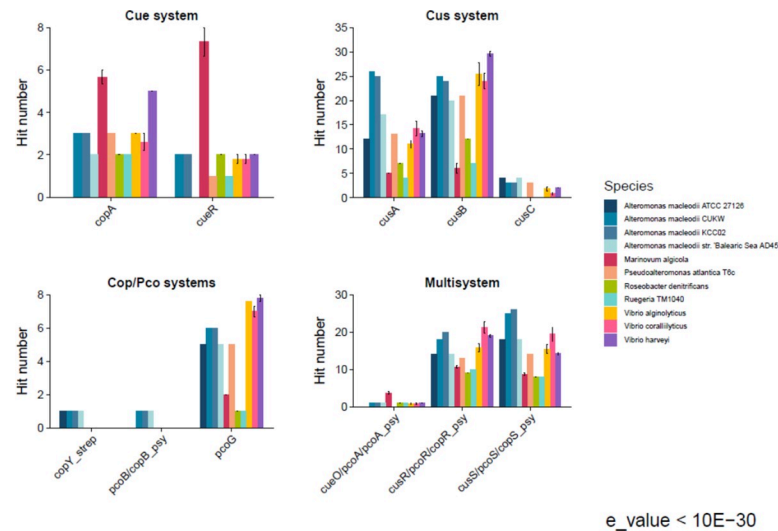 Cue system
Hit number
8
6
4
2
0
copA
cueR
Cus system
Hit number
35
30
25
20
15
10
5
0
cusA
cusB
cusC
Cop/Pco systems
Hit number
8
6
4
2
0
copY_strep
pcoB/copB_psy
pcoG
Multisystem
Hit number
30
20
10
0
cueO/pcoA/pcoA_psy
cusR/pcoR/copR_psy
cusS/pcoS/copS_psy
Species
Alteromonas macleodii ATCC 27126
Alteromonas macleodii CUKW
Alteromonas macleodii KCC02
Alteromonas macleodii str. 'Balearic Sea AD45
Marinovum algicola
Pseudoalteromonas atlantica T6c
Roseobacter denitrificans
Ruegeria TM1040
Vibrio alginolyticus
Vibrio coralliilyticus
Vibrio harveyi
e_value < 10E−30